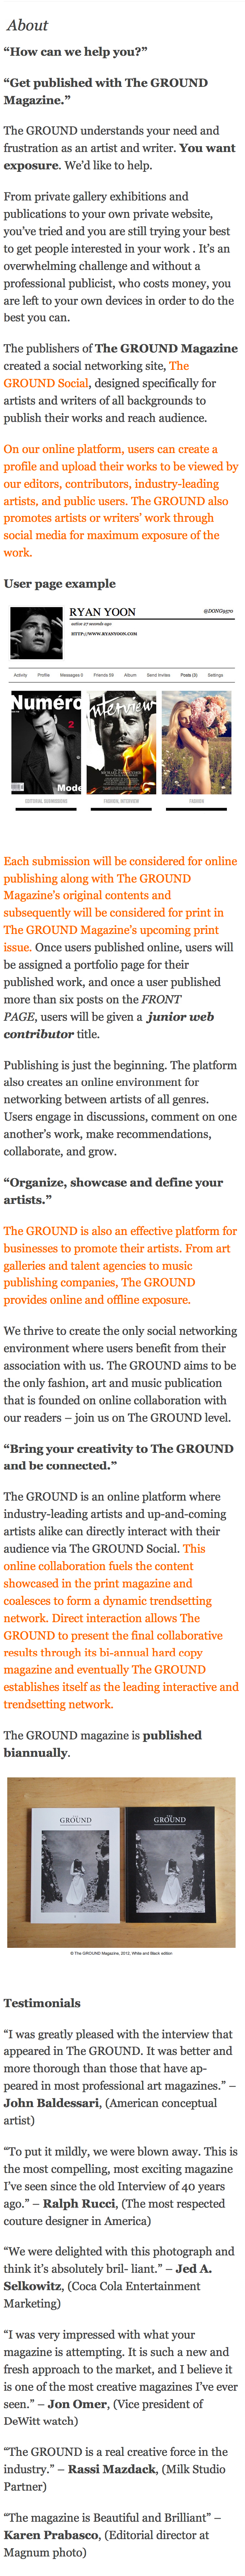 About
“How can we help you?”
“Get published with The GROUND
Magazine.”
The GROUND understands your need and
frustration as an artist and writer. You want
exposure. We’d like to help.
From private gallery exhibitions and
publications to your own private website,
you’ve tried and you are still trying your best
to get people interested in your work . It’s an
overwhelming challenge and without a
professional publicist, who costs money, you
are left to your own devices in order to do the
best you can.
The publishers of The GROUND Magazine
created a social networking site, The
GROUND Social, designed specifically for
artists and writers of all backgrounds to
publish their works and reach audience.
On our online platform, users can create a
profile and upload their works to be viewed by
our editors, contributors, industry-leading
artists, and public users. The GROUND also
promotes artists or writers’ work through
social media for maximum exposure of the
work.
User page example
RYAN YOON
@DONG9570
active 27 seconds ago
HTTP://WWW.RYANYOON.COM
Activity Profile Messages 0 Friends 59 Album Send Invites Posts (3) Settings
Numéro
2
Mode
Interview
EDITORIAL SUBMISSIONS
FASHION INTERVIEW
FASHION
Each submission will be considered for online
publishing along with The GROUND
Magazine’s original contents and
subsequently will be considered for print in
The GROUND Magazine’s upcoming print
issue. Once users published online, users will
be assigned a portfolio page for their
published work, and once a user published
more than six posts on the FRONT
PAGE, users will be given a junior web
contributor title.
Publishing is just the beginning. The platform
also creates an online environment for
networking between artists of all genres.
Users engage in discussions, comment on one
another’s work, make recommendations,
collaborate, and grow.
“Organize, showcase and define your
artists.”
The GROUND is also an effective platform for
businesses to promote their artists. From art
galleries and talent agencies to music
publishing companies, The GROUND
provides online and offline exposure.
We thrive to create the only social networking
environment where users benefit from their
association with us. The GROUND aims to be
the only fashion, art and music publication
that is founded on online collaboration with
our readers – join us on The GROUND level.
“Bring your creativity to The GROUND
and be connected.”
The GROUND is an online platform where
industry-leading artists and up-and-coming
artists alike can directly interact with their
audience via The GROUND Social. This
online collaboration fuels the content
showcased in the print magazine and
coalesces to form a dynamic trendsetting
network. Direct interaction allows The
GROUND to present the final collaborative
results through its bi-annual hard copy
magazine and eventually The GROUND
establishes itself as the leading interactive and
trendsetting network.
The GROUND magazine is published
biannually.
GROUND
GROUND
© The GROUND Magazine, 2012. White and Black edition
Testimonials
“I was greatly pleased with the interview that
appeared in The GROUND. It was better and
more thorough than those that have ap-
peared in most professional art magazines.” –
John Baldessari, (American conceptual
artist)
“To put it mildly, we were blown away. This is
the most compelling, most exciting magazine
I’ve seen since the old Interview of 40 years
ago.” – Ralph Rucci, (The most respected
couture designer in America)
“We were delighted with this photograph and
think it’s absolutely bril- liant.” – Jed A.
Selkowitz, (Coca Cola Entertainment
Marketing)
“I was very impressed with what your
magazine is attempting. It is such a new and
fresh approach to the market, and I believe it
is one of the most creative magazines I’ve ever
seen.” – Jon Omer, (Vice president of
DeWitt watch)
“The GROUND is a real creative force in the
industry.” – Rassi Mazdack, (Milk Studio
Partner)
“The magazine is Beautiful and Brilliant” –
Karen Prabasco, (Editorial director at
Magnum photo)